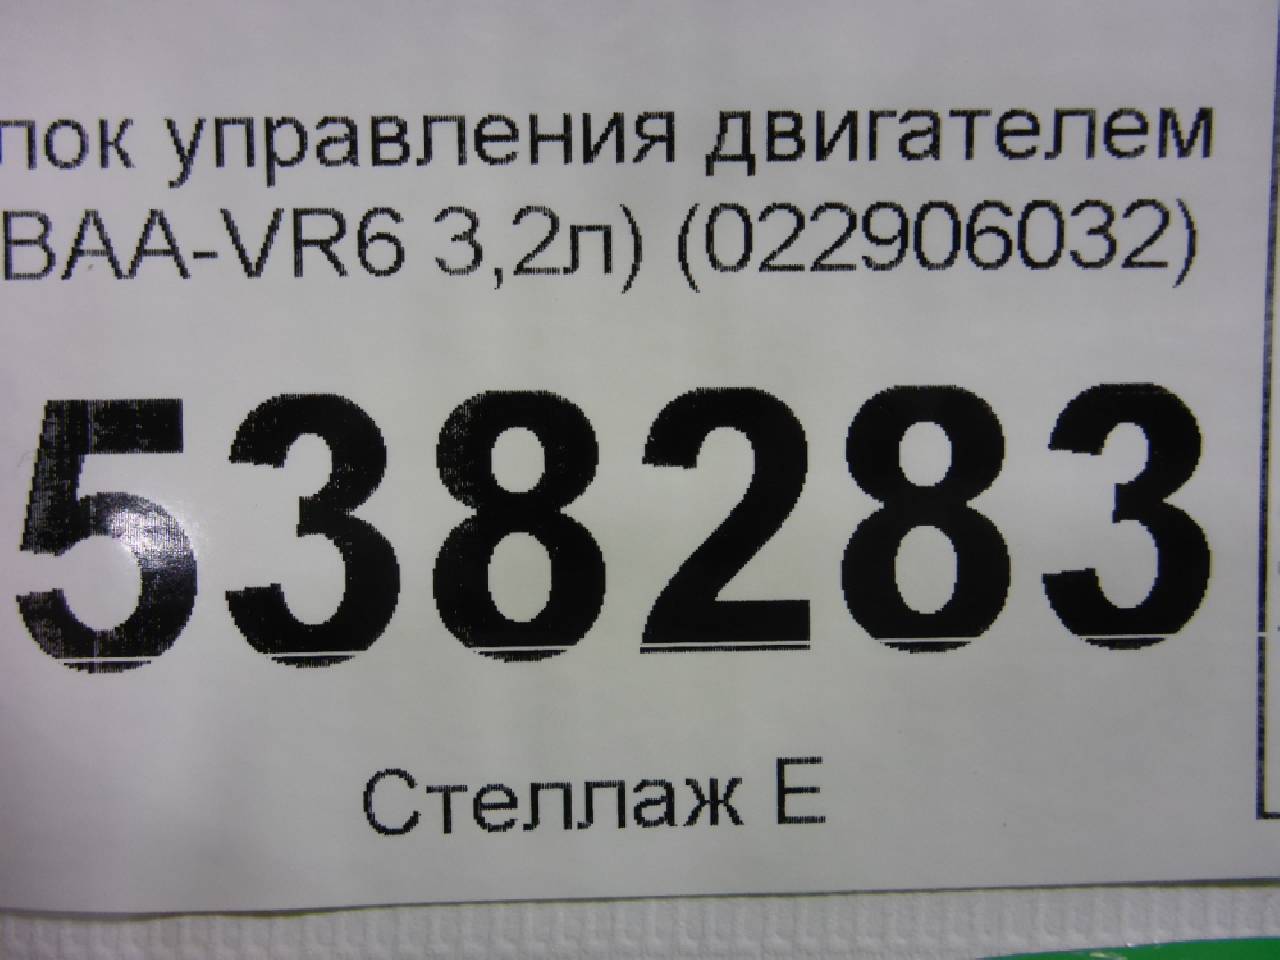 лок управления двигателем
BAA-VR6 3,2л) (022906032)
538283
Стеллаж Е